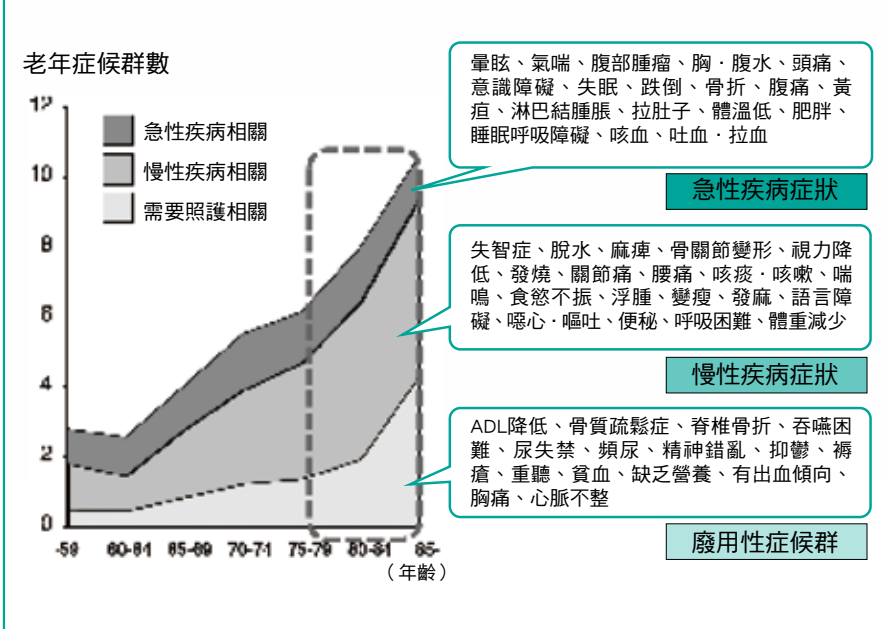 老年症候群數
12
10
8
6
4
2
0
急性疾病相關
慢性疾病相關
需要照護相關
-59 60-64 65-69 70-74 75-79 80-84 85-
（年齡）
暈眩、氣喘、腹部腫瘤、胸·腹水、頭痛、
意識障礙、失眠、跌倒、骨折、腹痛、黃
疸、淋巴結腫脹、拉肚子、體溫低、肥胖、
睡眠呼吸障礙、咳血、吐血·拉血
急性疾病症狀
失智症、脫水、麻痺、骨關節變形、視力降
低、發燒、關節痛、腰痛、咳痰·咳嗽、喘
鳴、食慾不振、浮腫、變瘦、發麻、語言障
礙、噁心·嘔吐、便秘、呼吸困難、體重減少
慢性疾病症狀
ADL降低、骨質疏鬆症、脊椎骨折、吞嚥困
難、尿失禁、頻尿、精神錯亂、抑鬱、褥
瘡、重聽、貧血、缺乏營養、有出血傾向、
胸痛、心脈不整
廢用性症候群